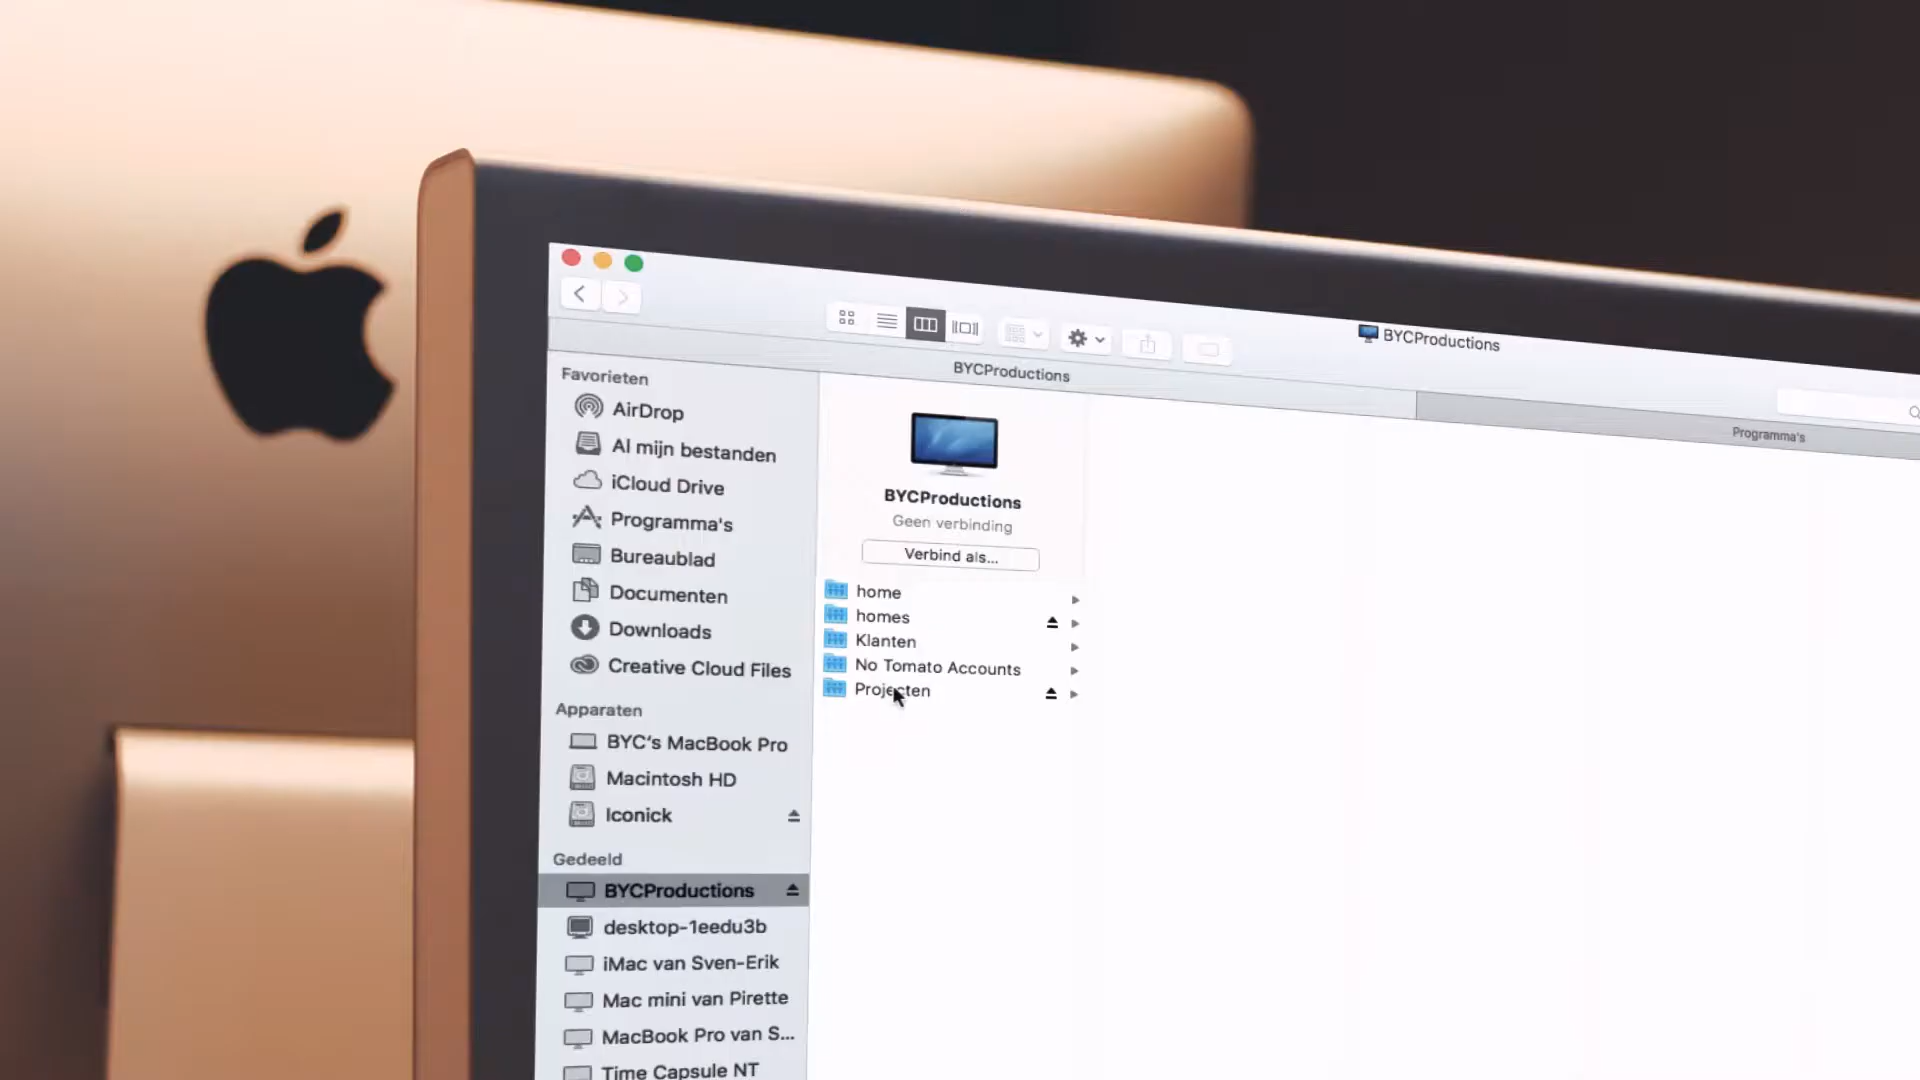 BYCProductions
BYCProductions
Programma's
Favorieten
AirDrop
Al mijn bestanden
iCloud Drive
Programma's
Bureaublad
Documenten
Downloads
Creative Cloud Files
Apparaten
BYC's MacBook Pro
Macintosh HD
Iconick
Gedeeld
BYCProductions
desktop-1eedu3b
iMac van Sven-Erik
Mac mini van Pirette
MacBook Pro van S...
Time Capsule NT
BYCProductions
Geen verbinding
Verbind als...
home
homes
Klanten
No Tomato Accounts
Projecten